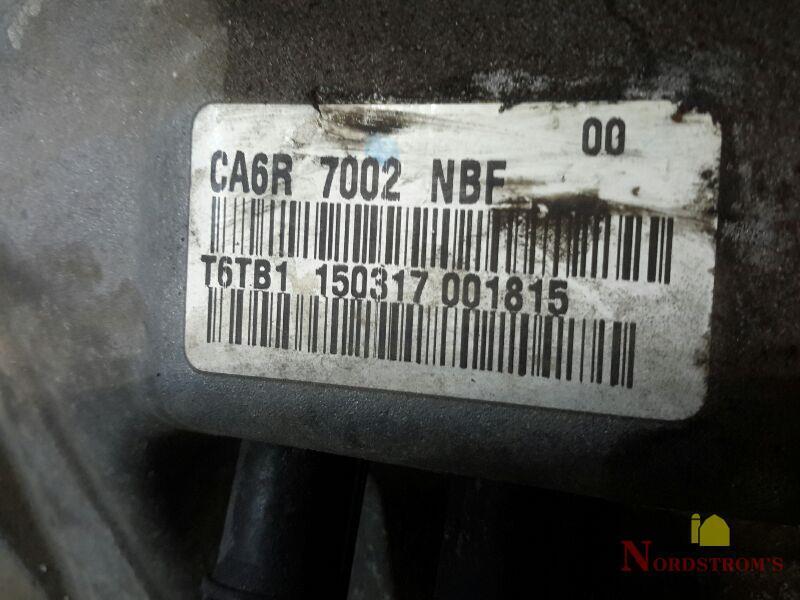 00
CA6R 7002 NBF
T6TB1 150317 001815
NORDSTROM'S